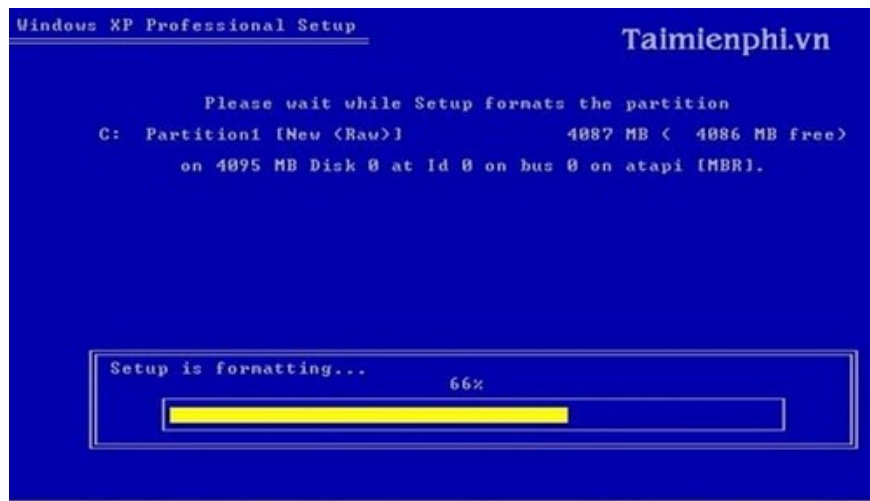 Windows XP Professional Setup
Taimienphi.vn
Please wait while Setup formats the partition
C: Partition1 [New (Raw)] 4087 MB ( 4086 MB free)
on 4095 MB Disk 0 at Id 0 on bus 0 on atapi [MBR].
Setup is formatting...
66%